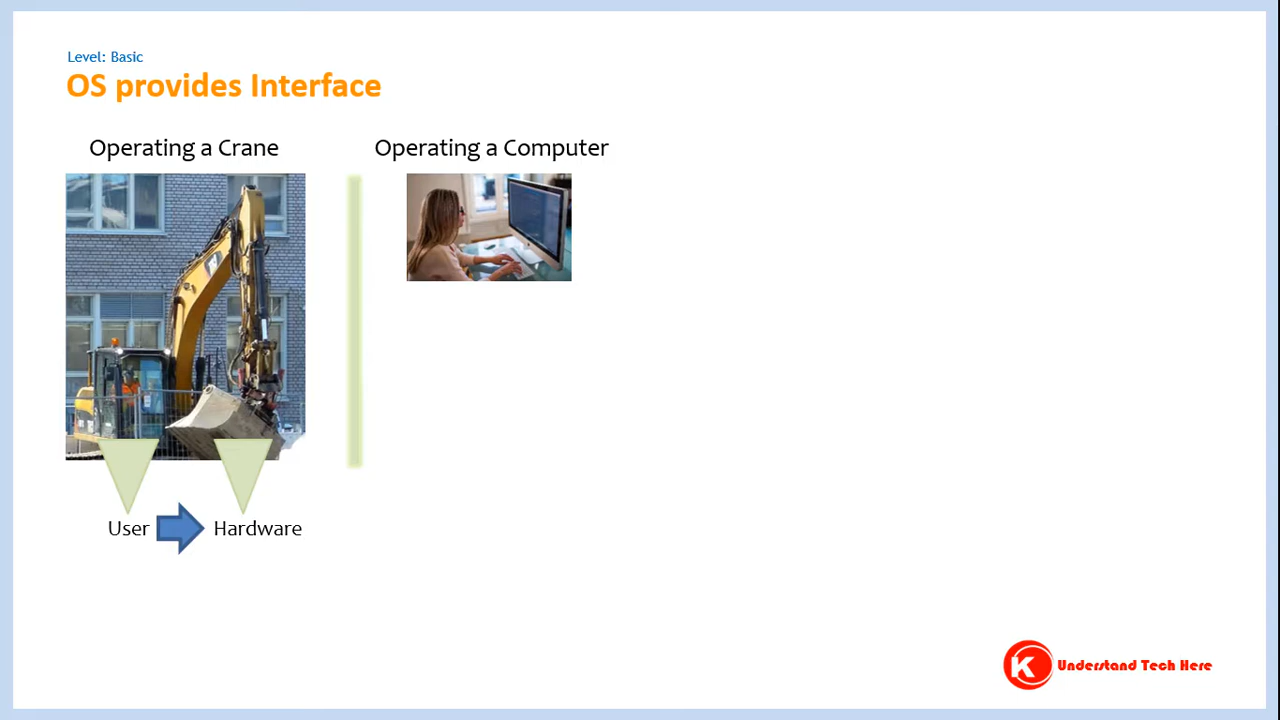 Level: Basic
OS provides Interface
Operating a Crane
Operating a Computer
User
Hardware
K Understand Tech Here